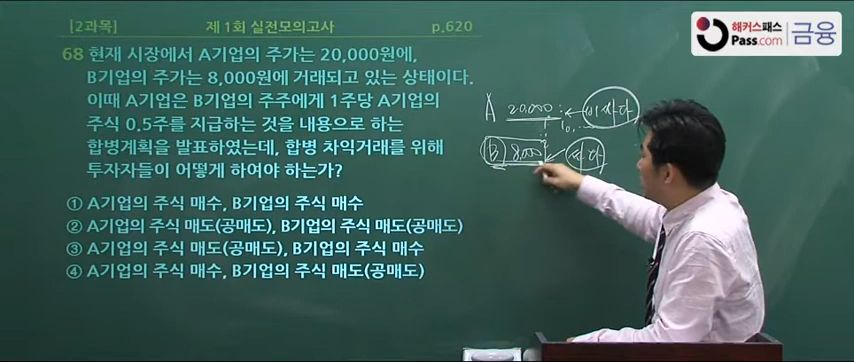 [2과목] 제 1회 실전모의고사 p.620
해커스패스
Pass.com 금융
68 현재 시장에서 A기업의 주가는 20,000원에,
B기업의 주가는 8,000원에 거래되고 있는 상태이다.
이때 A기업은 B기업의 주주에게 1주당 A기업의
주식 0.5주를 지급하는 것을 내용으로 하는
합병계획을 발표하였는데, 합병 차익거래를 위해
투자자들이 어떻게 하여야 하는가?
① A기업의 주식 매수, B기업의 주식 매수
② A기업의 주식 매도(공매도), B기업의 주식 매도(공매도)
③ A기업의 주식 매도(공매도), B기업의 주식 매수
④ A기업의 주식 매수, B기업의 주식 매도(공매도)
A 20,000 비싸다
B 8,000 싸다